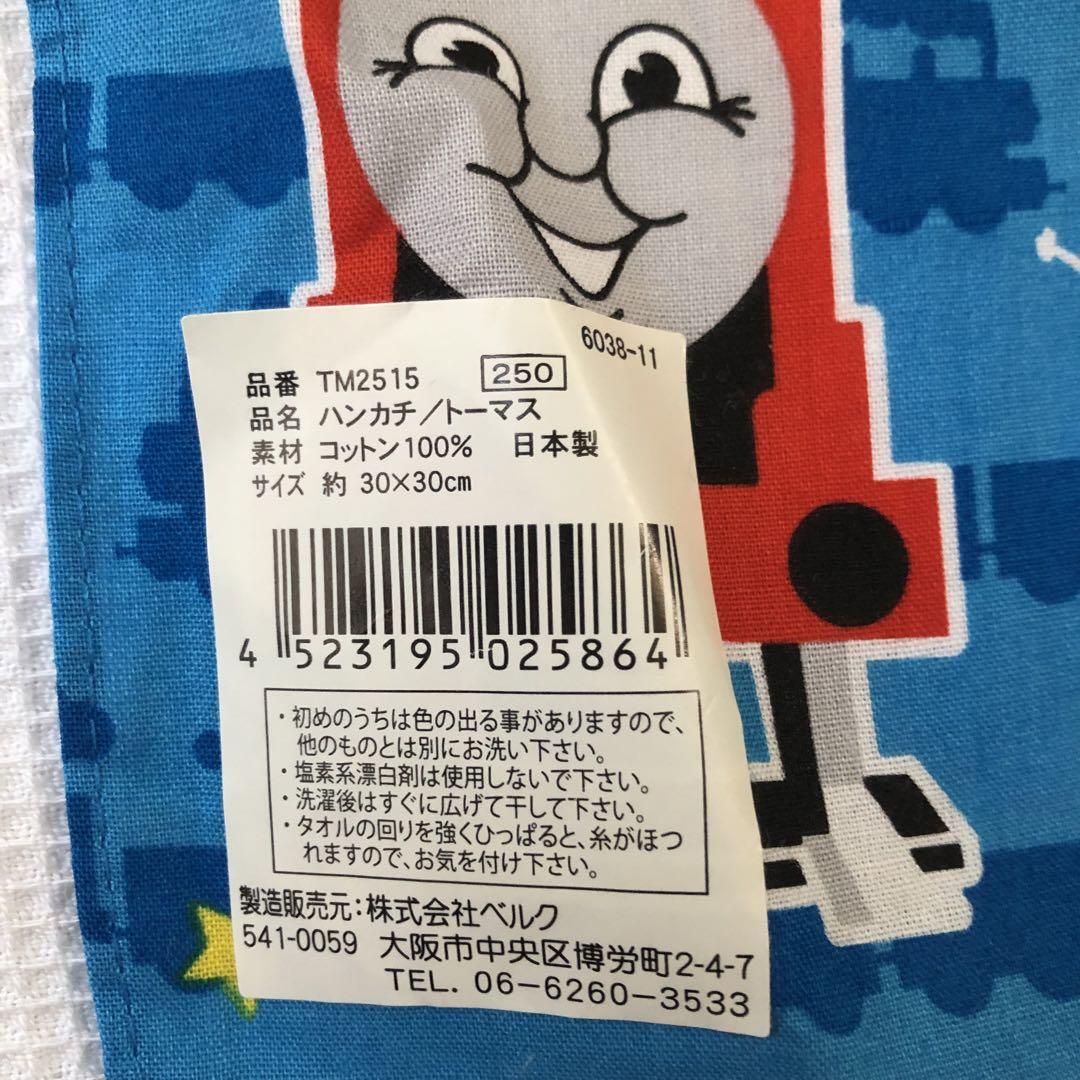 6038-11
品番 TM2515 250
品名 ハンカチ/トーマス
素材 コットン100% 日本製
サイズ 約 30×30cm
4 523195 025864
・初めのうちは色の出る事がありますので、
他のものとは別にお洗い下さい。
・塩素系漂白剤は使用しないで下さい。
・洗濯後はすぐに広げて干して下さい。
・タオルの回りを強くひっぱると、糸がほつ
れますので、お気を付け下さい。
製造販売元:株式会社ベルク
541-0059 大阪市中央区博労町2-4-7
TEL. 06-6260-3533